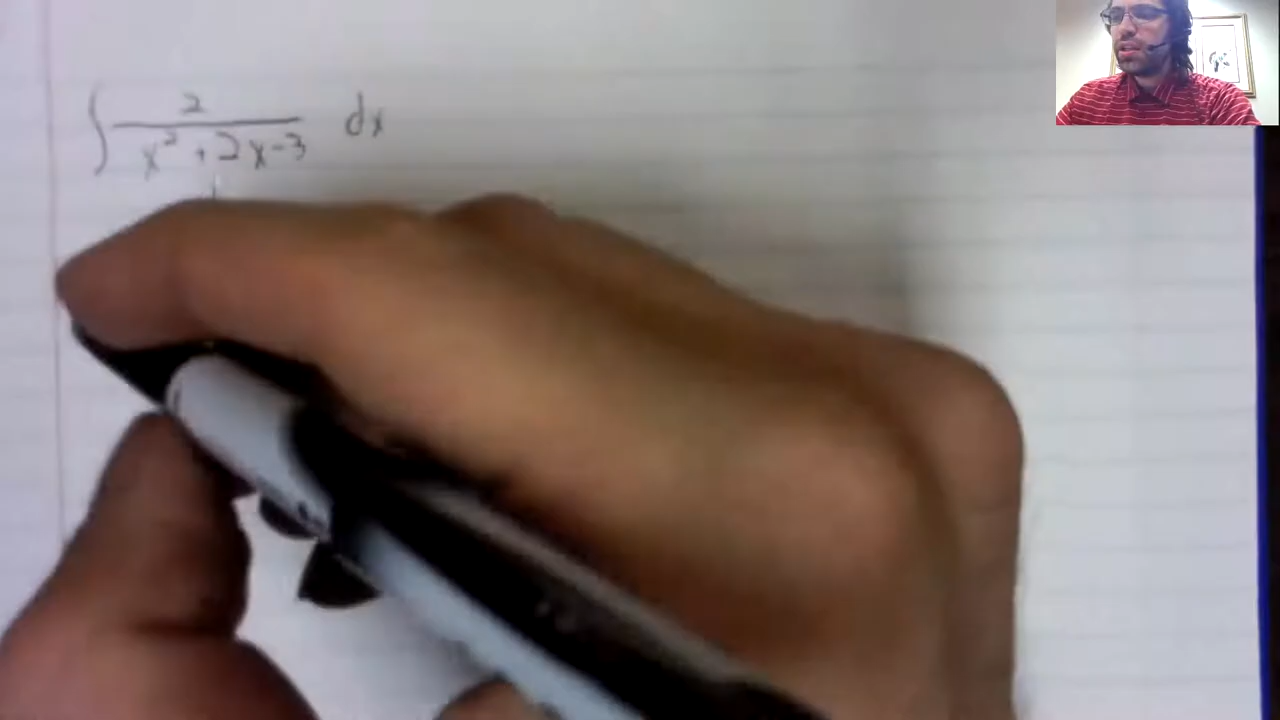 ∫ 2/(x² + 2x - 3) dx